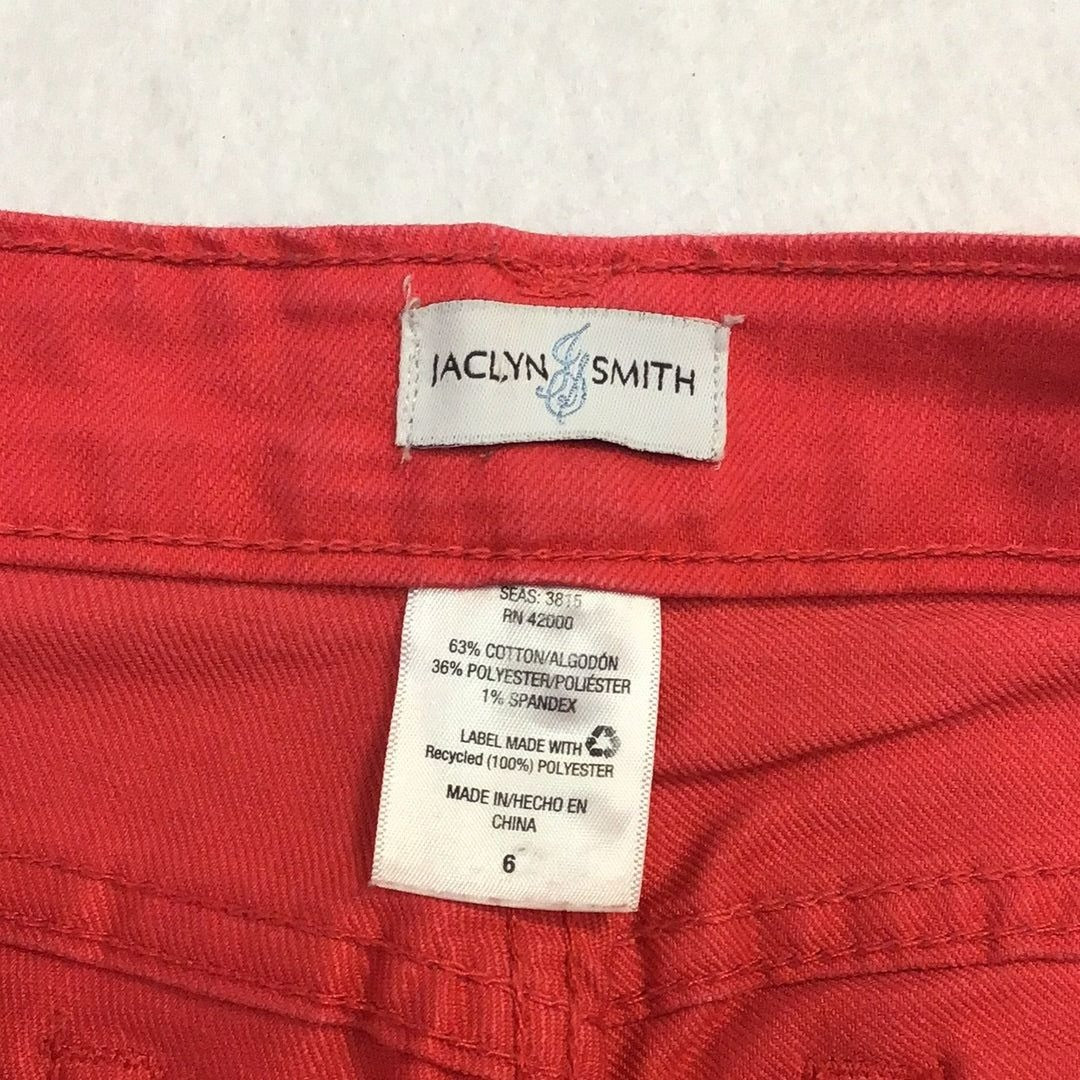 JACLYN JS SMITH
SEAS: 3815
RN 42000
63% COTTON/ALGODÓN
36% POLYESTER/POLIÉSTER
1% SPANDEX
LABEL MADE WITH
Recycled (100%) POLYESTER
MADE IN/HECHO EN
CHINA
6